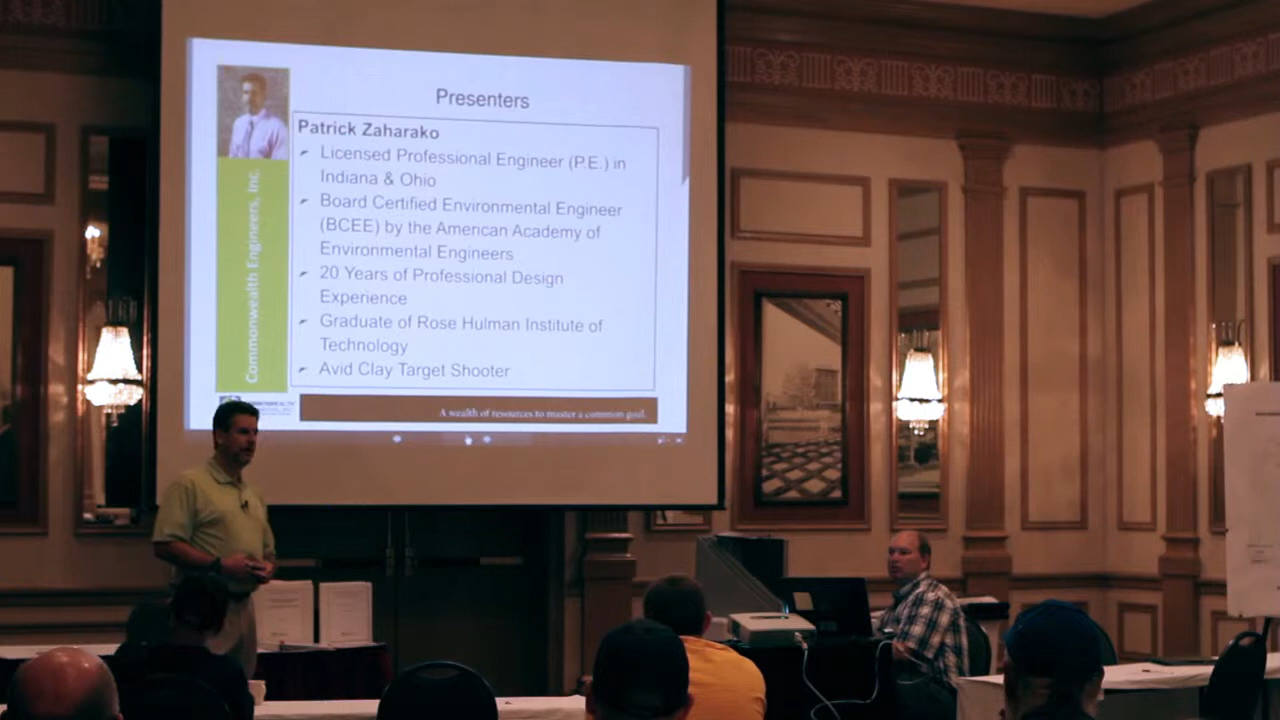 Presenters
Patrick Zaharako
Licensed Professional Engineer (P.E.) in
Indiana & Ohio
Board Certified Environmental Engineer
(BCEE) by the American Academy of
Environmental Engineers
20 Years of Professional Design
Experience
Graduate of Rose Hulman Institute of
Technology
Avid Clay Target Shooter
Commonwealth Engineers, Inc.
A wealth of resources to master a common goal.